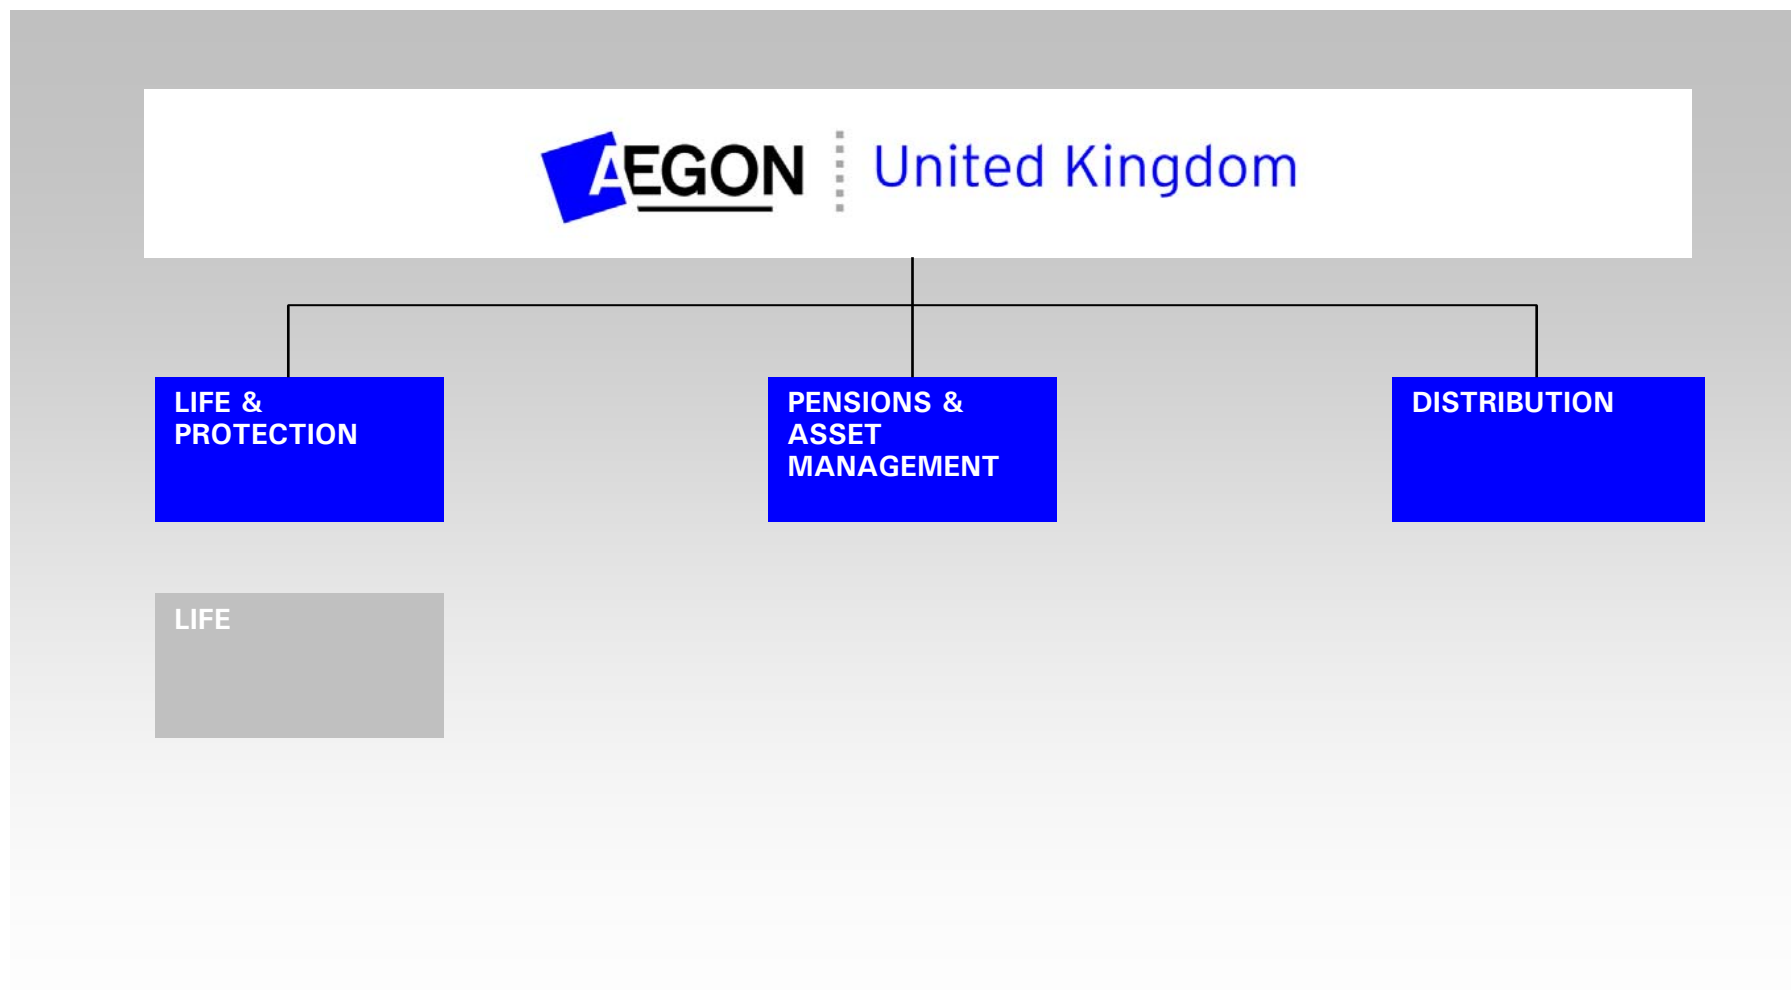 AEGON United Kingdom
LIFE &
PROTECTION
PENSIONS &
ASSET
MANAGEMENT
DISTRIBUTION
LIFE